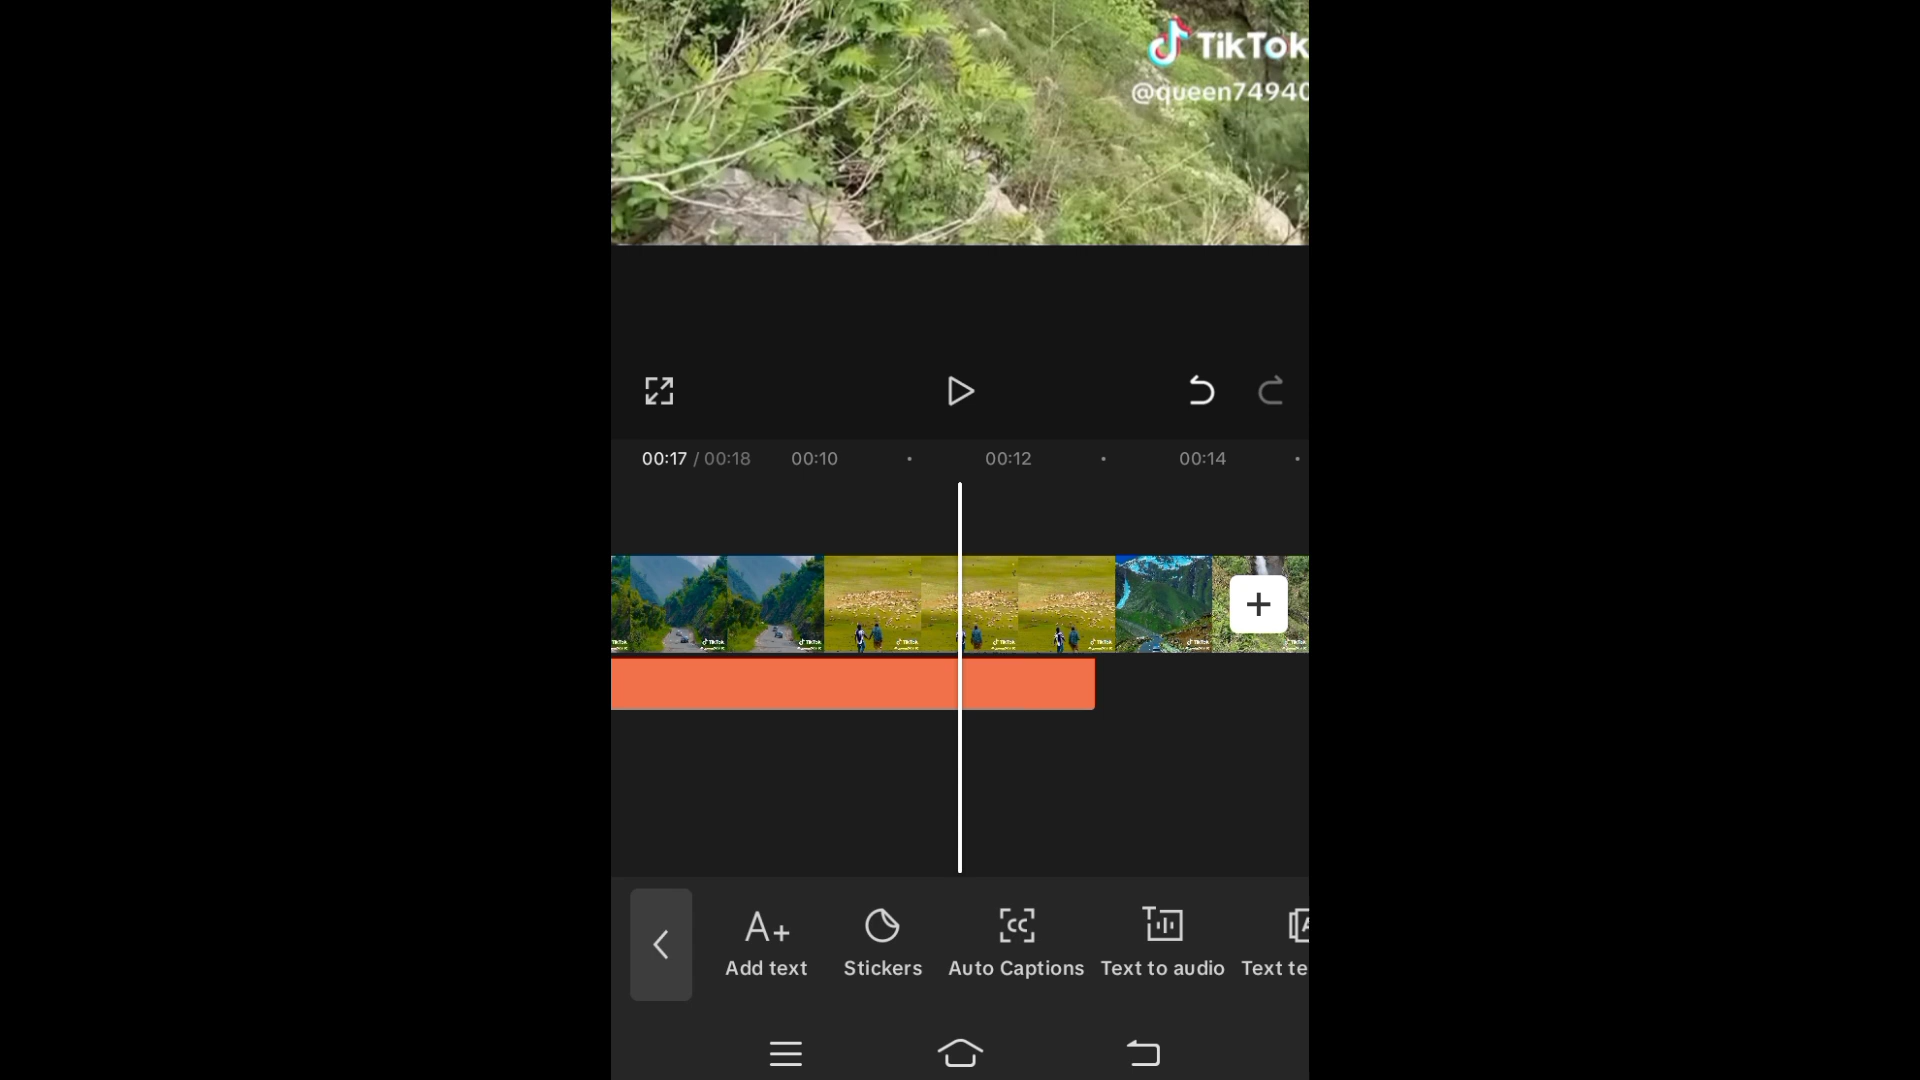 TikTok
@queen74940
00:17 / 00:18
00:10
00:12
00:14
Add text
Stickers
Auto Captions
Text to audio
Text te